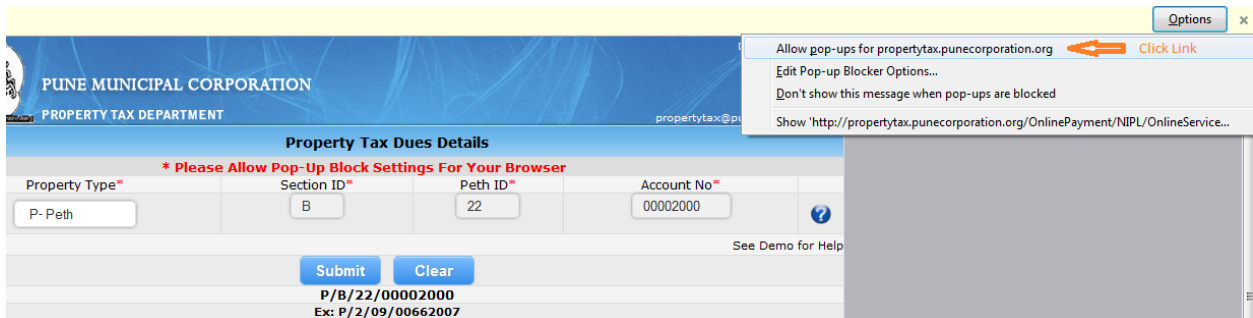 Options
Allow pop-ups for propertytax.punecorporation.org Click Link
Edit Pop-up Blocker Options...
Don't show this message when pop-ups are blocked
Show 'http://propertytax.punecorporation.org/OnlinePayment/NIPL/OnlineService...
PUNE MUNICIPAL CORPORATION
PROPERTY TAX DEPARTMENT
Property Tax Dues Details
* Please Allow Pop-Up Block Settings For Your Browser
Property Type* Section ID* Peth ID* Account No*
P- Peth B 22 00002000 ?
See Demo for Help
Submit Clear
P/B/22/00002000
Ex: P/2/09/00662007